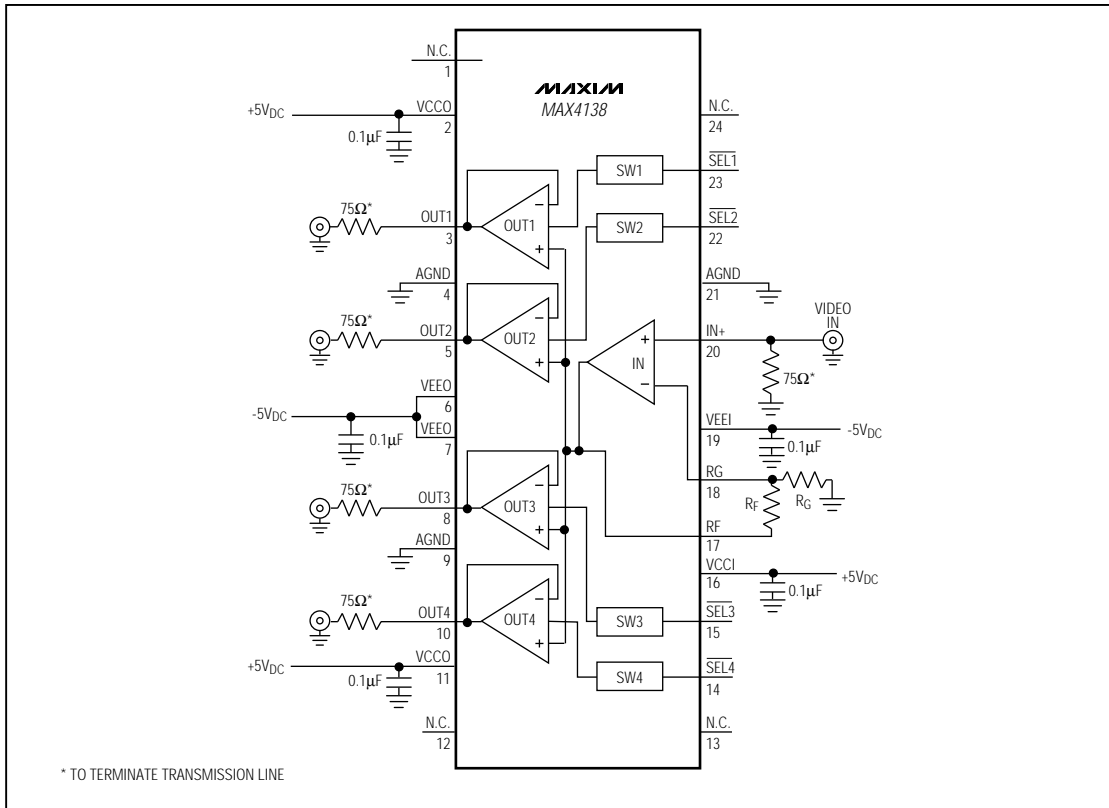 MAXIM
MAX4138
N.C.
1
+5VDC
VCCO
2
0.1µF
75Ω*
OUT1
3
AGND
4
75Ω*
OUT2
5
VEEO
6
-5VDC
VEEO
7
0.1µF
75Ω*
OUT3
8
AGND
9
75Ω*
OUT4
10
+5VDC
VCCO
11
0.1µF
N.C.
12
OUT1
OUT2
OUT3
OUT4
SW1
SW2
IN
SW3
SW4
N.C.
24
SEL1
23
SEL2
22
AGND
21
VIDEO
IN
IN+
20
75Ω*
VEEI
19
-5VDC
0.1µF
RG
18
RF
RG
RF
17
VCCI
16
+5VDC
0.1µF
SEL3
15
SEL4
14
N.C.
13
* TO TERMINATE TRANSMISSION LINE